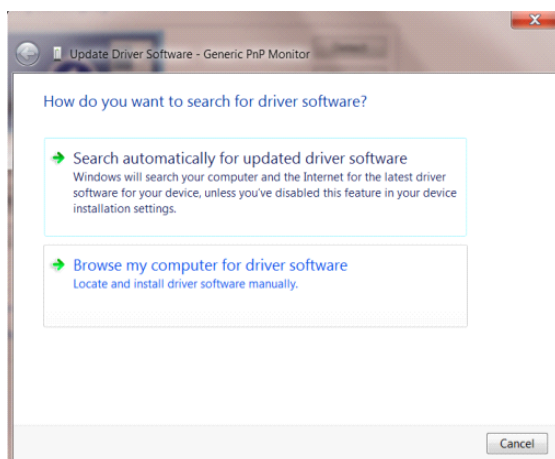 Update Driver Software - Generic PnP Monitor
How do you want to search for driver software?
Search automatically for updated driver software
Windows will search your computer and the Internet for the latest driver
software for your device, unless you've disabled this feature in your device
installation settings.
Browse my computer for driver software
Locate and install driver software manually.
Cancel